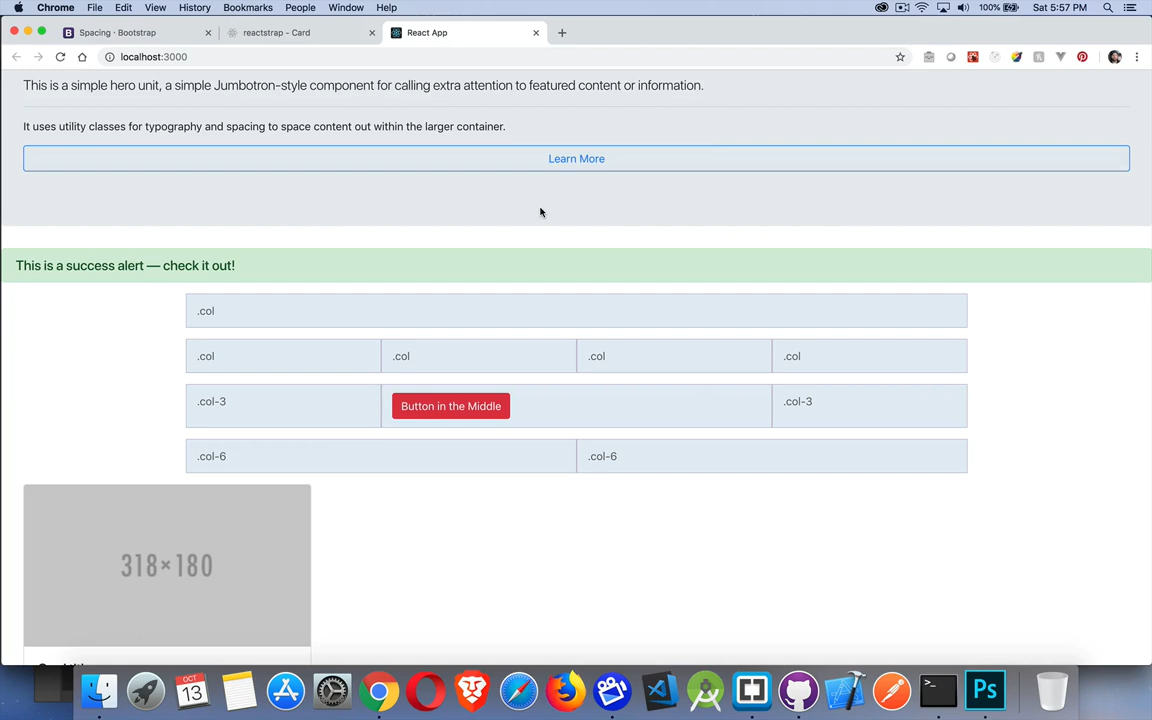 Chrome File Edit View History Bookmarks People Window Help 100% Sat 5:57 PM
Spacing · Bootstrap reactstrap - Card React App
localhost:3000
This is a simple hero unit, a simple Jumbotron-style component for calling extra attention to featured content or information.
It uses utility classes for typography and spacing to space content out within the larger container.
Learn More
This is a success alert — check it out!
.col
.col .col .col .col
.col-3 Button in the Middle .col-3
.col-6 .col-6
318×180
OCT
13
Ps